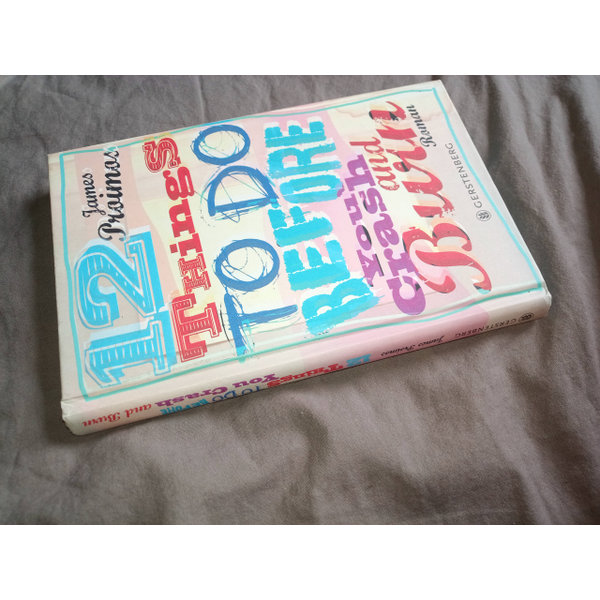 James
Proimos
12
THingS
TO DO
BEFORE
You
CrasH
and
Burn
Roman
GERSTENBERG
12 THingS TO DO BEFORE You Crash and Burn
James Proimos
GERSTENBERG